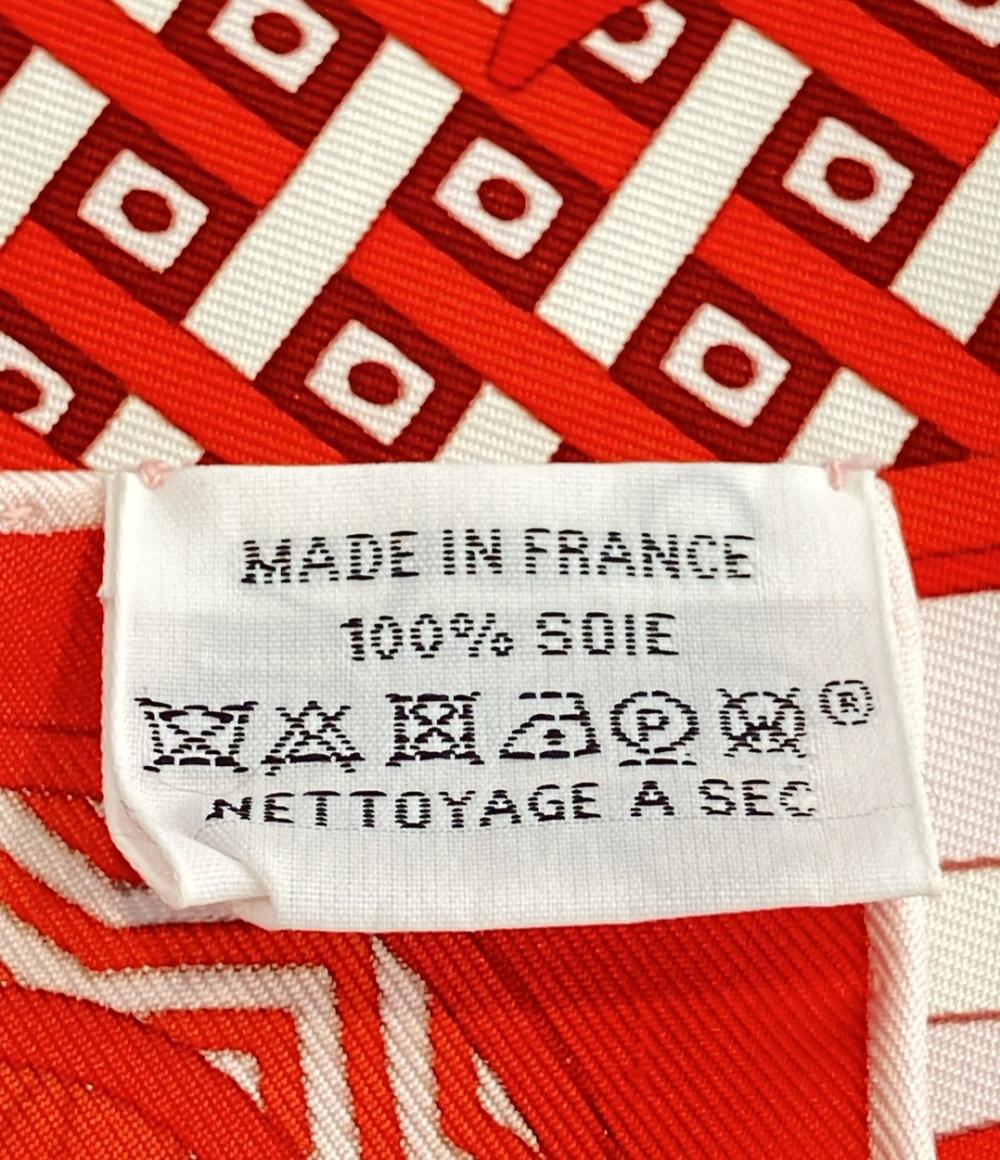 MADE IN FRANCE
100% SOIE
P W ®
NETTOYAGE A SEC